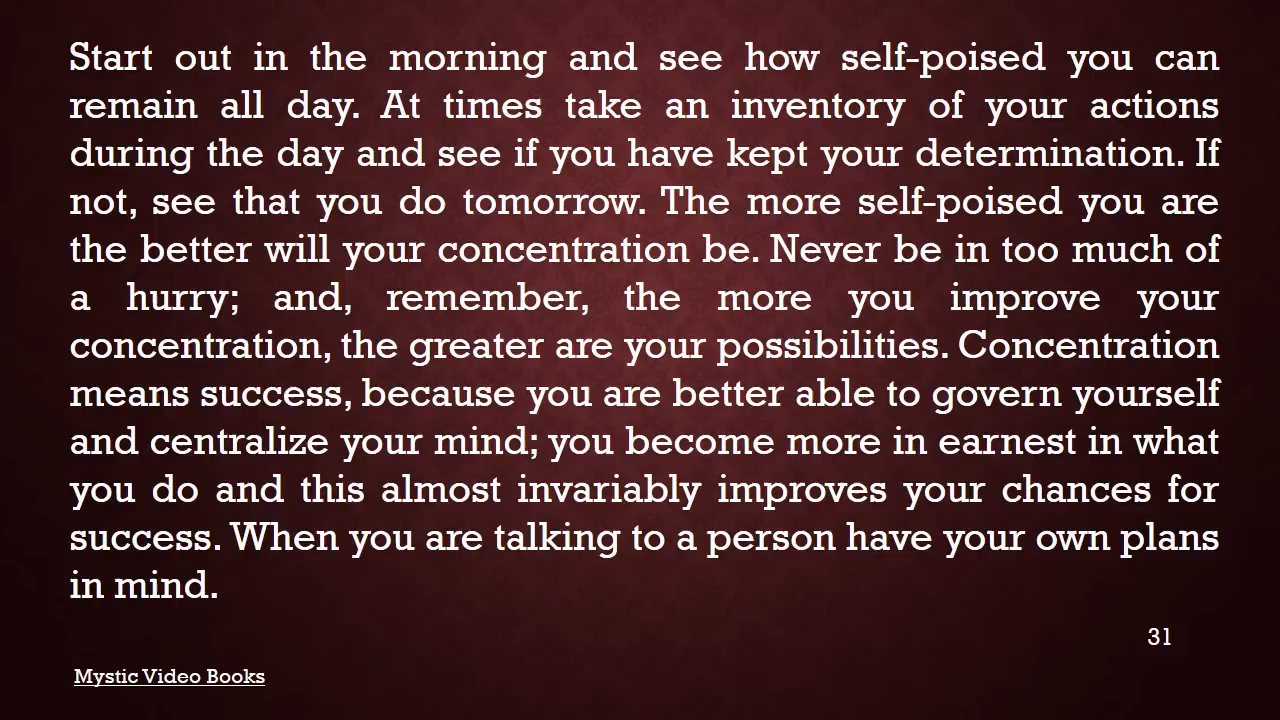 Start out in the morning and see how self-poised you can
remain all day. At times take an inventory of your actions
during the day and see if you have kept your determination. If
not, see that you do tomorrow. The more self-poised you are
the better will your concentration be. Never be in too much of
a hurry; and, remember, the more you improve your
concentration, the greater are your possibilities. Concentration
means success, because you are better able to govern yourself
and centralize your mind; you become more in earnest in what
you do and this almost invariably improves your chances for
success. When you are talking to a person have your own plans
in mind.
31
Mystic Video Books